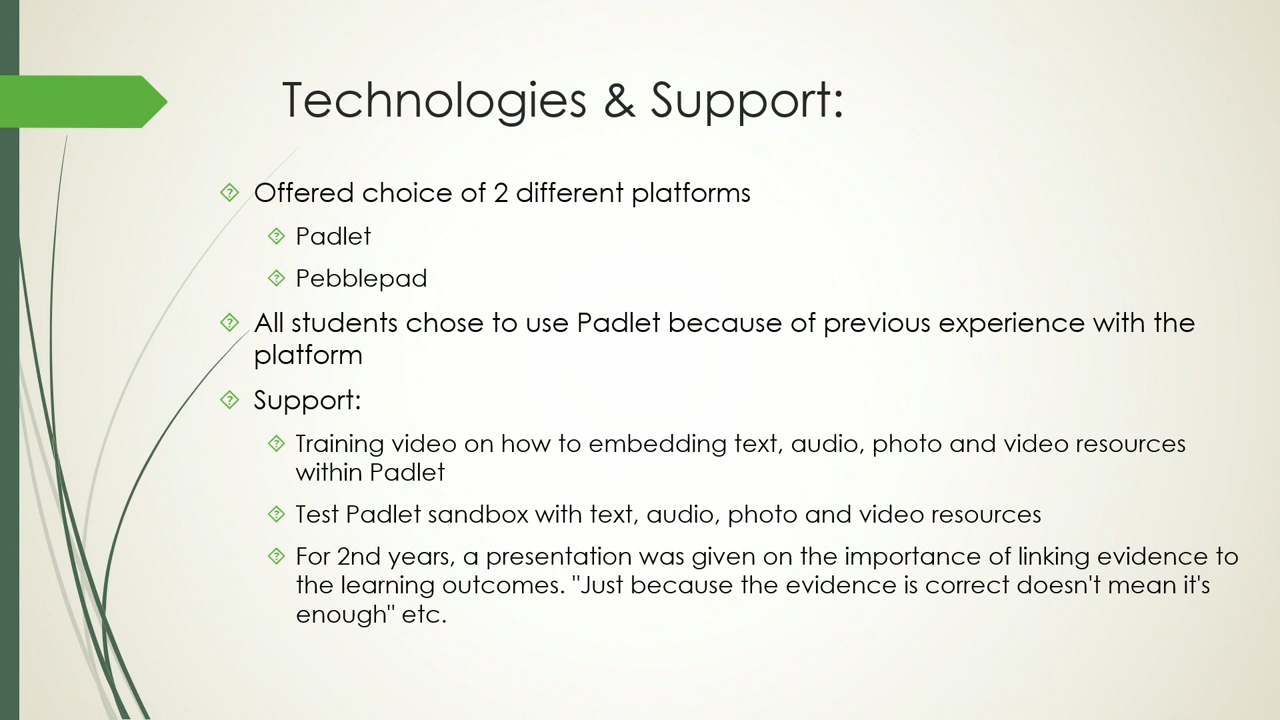 Technologies & Support:
Offered choice of 2 different platforms
Padlet
Pebblepad
All students chose to use Padlet because of previous experience with the
platform
Support:
Training video on how to embedding text, audio, photo and video resources
within Padlet
Test Padlet sandbox with text, audio, photo and video resources
For 2nd years, a presentation was given on the importance of linking evidence to
the learning outcomes. "Just because the evidence is correct doesn't mean it's
enough" etc.